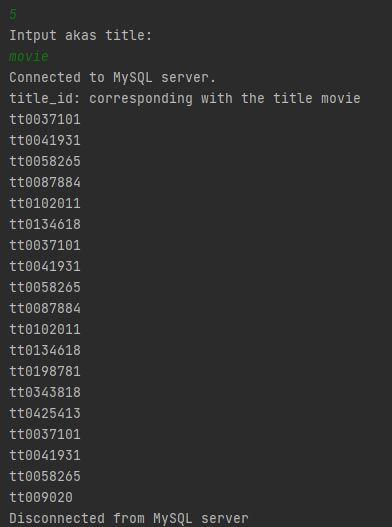 5
Intput akas title:
movie
Connected to MySQL server.
title_id: corresponding with the title movie
tt0037101
tt0041931
tt0058265
tt0087884
tt0102011
tt0134618
tt0037101
tt0041931
tt0058265
tt0087884
tt0102011
tt0134618
tt0198781
tt0343818
tt0425413
tt0037101
tt0041931
tt0058265
tt009020
Disconnected from MySQL server